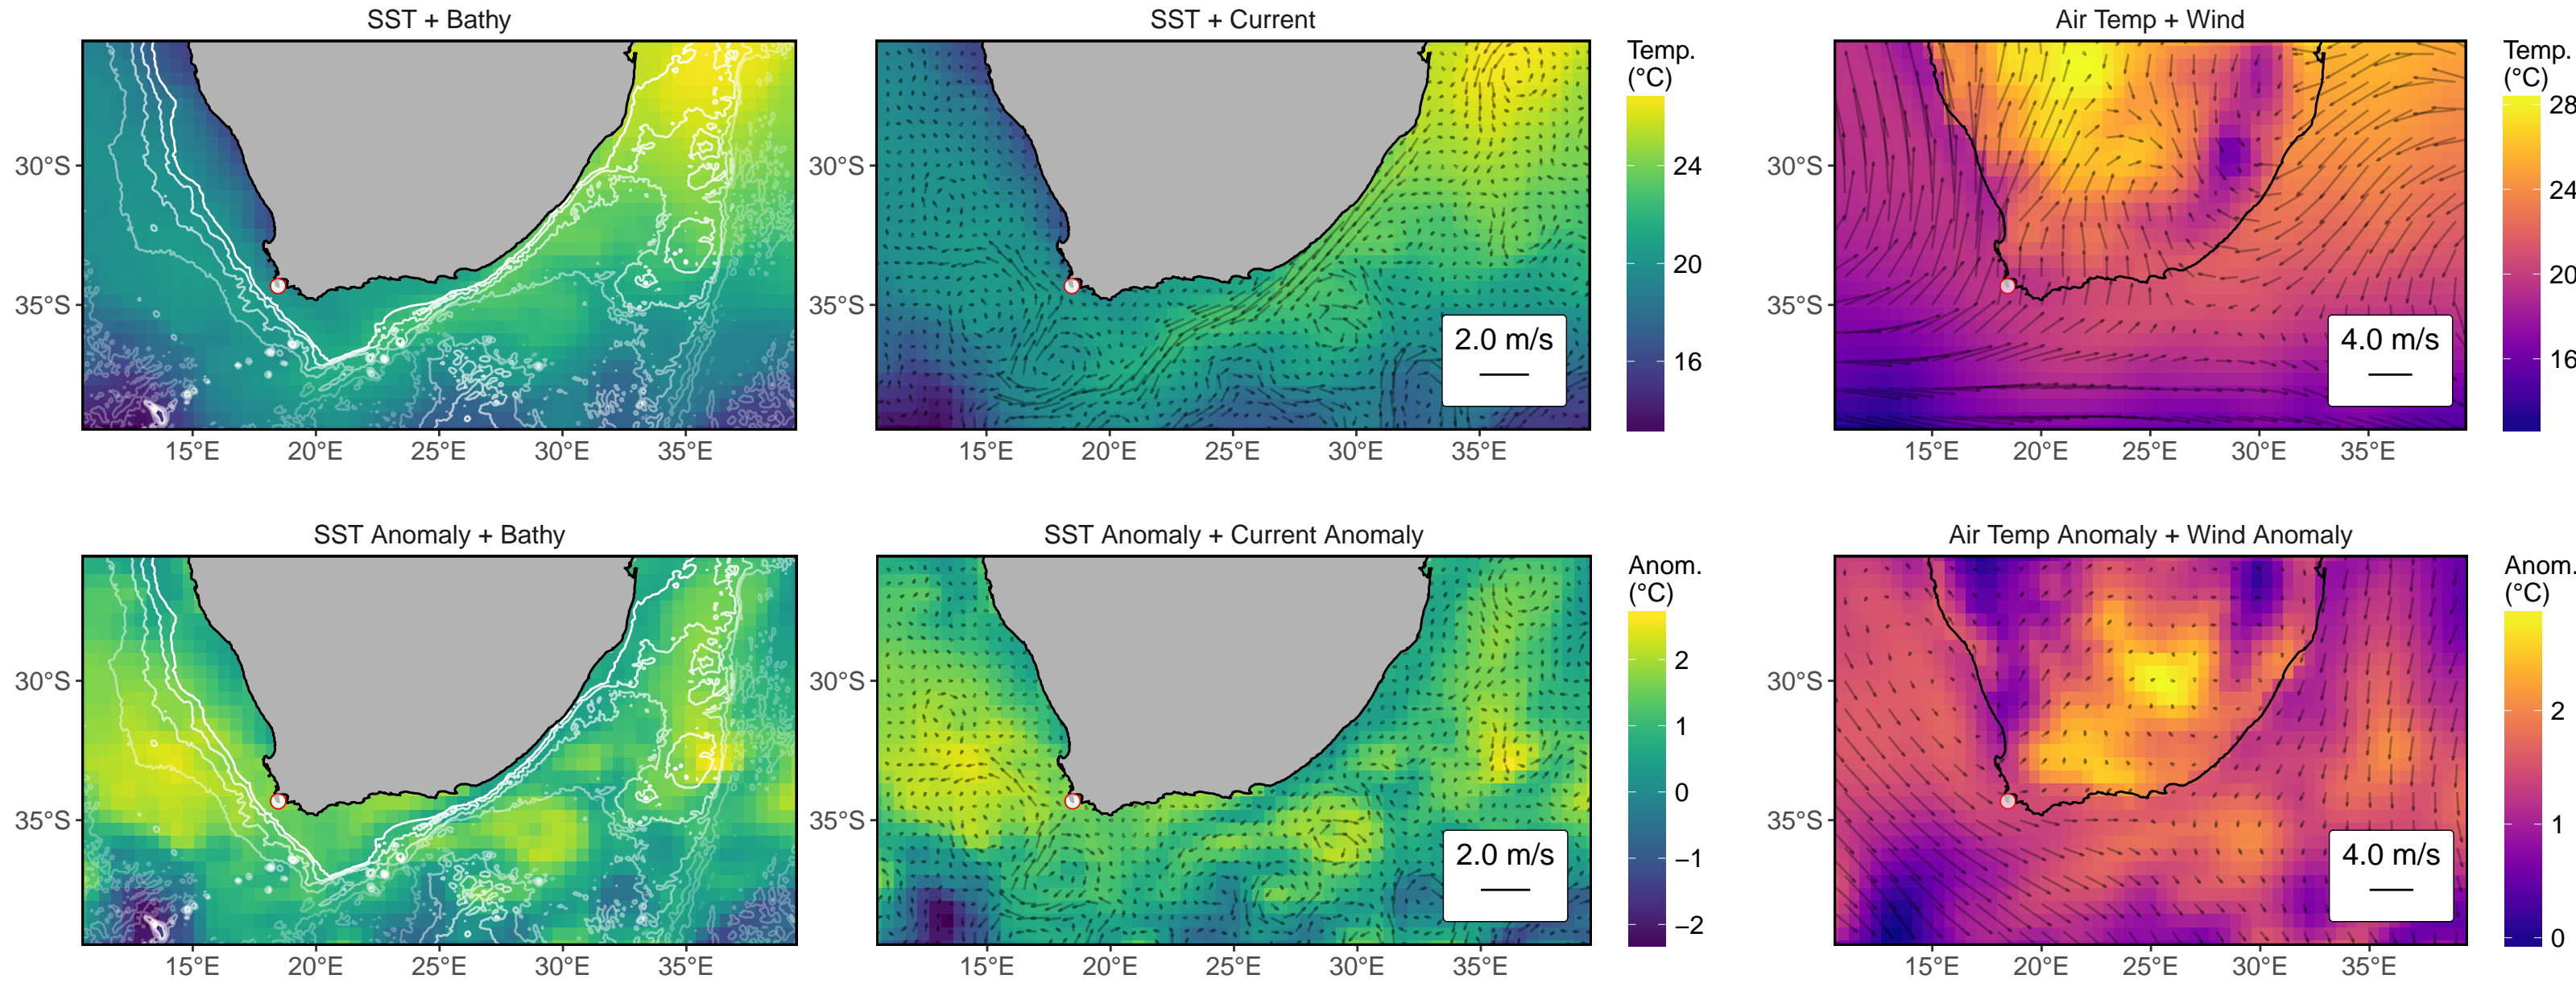 SST + Bathy
SST + Current
Air Temp + Wind
30°S
35°S
15°E
20°E
25°E
30°E
35°E
30°S
35°S
2.0 m/s
15°E
20°E
25°E
30°E
35°E
Temp.
(°C)
24
20
16
30°S
35°S
4.0 m/s
15°E
20°E
25°E
30°E
35°E
Temp.
(°C)
28
24
20
16
SST Anomaly + Bathy
SST Anomaly + Current Anomaly
Air Temp Anomaly + Wind Anomaly
30°S
35°S
15°E
20°E
25°E
30°E
35°E
30°S
35°S
2.0 m/s
15°E
20°E
25°E
30°E
35°E
Anom.
(°C)
2
1
0
−1
−2
30°S
35°S
4.0 m/s
15°E
20°E
25°E
30°E
35°E
Anom.
(°C)
2
1
0